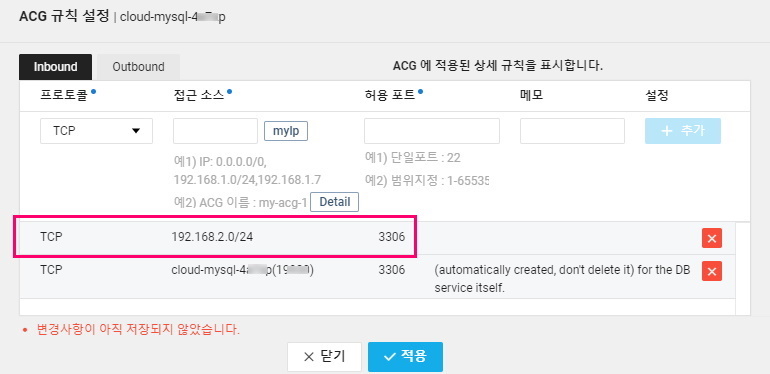 ACG 규칙 설정 | cloud-mysql-4 p
Inbound Outbound ACG 에 적용된 상세 규칙을 표시합니다.
프로토콜 접근 소스 허용 포트 메모 설정
TCP myIp + 추가
예1) IP: 0.0.0.0/0, 예1) 단일포트 : 22
192.168.1.0/24,192.168.1.7 예2) 범위지정 : 1-65535
예2) ACG 이름 : my-acg-1 Detail
TCP 192.168.2.0/24 3306
TCP cloud-mysql-4 p(19 ) 3306 (automatically created, don't delete it) for the DB
service itself.
변경사항이 아직 저장되지 않았습니다.
닫기 적용